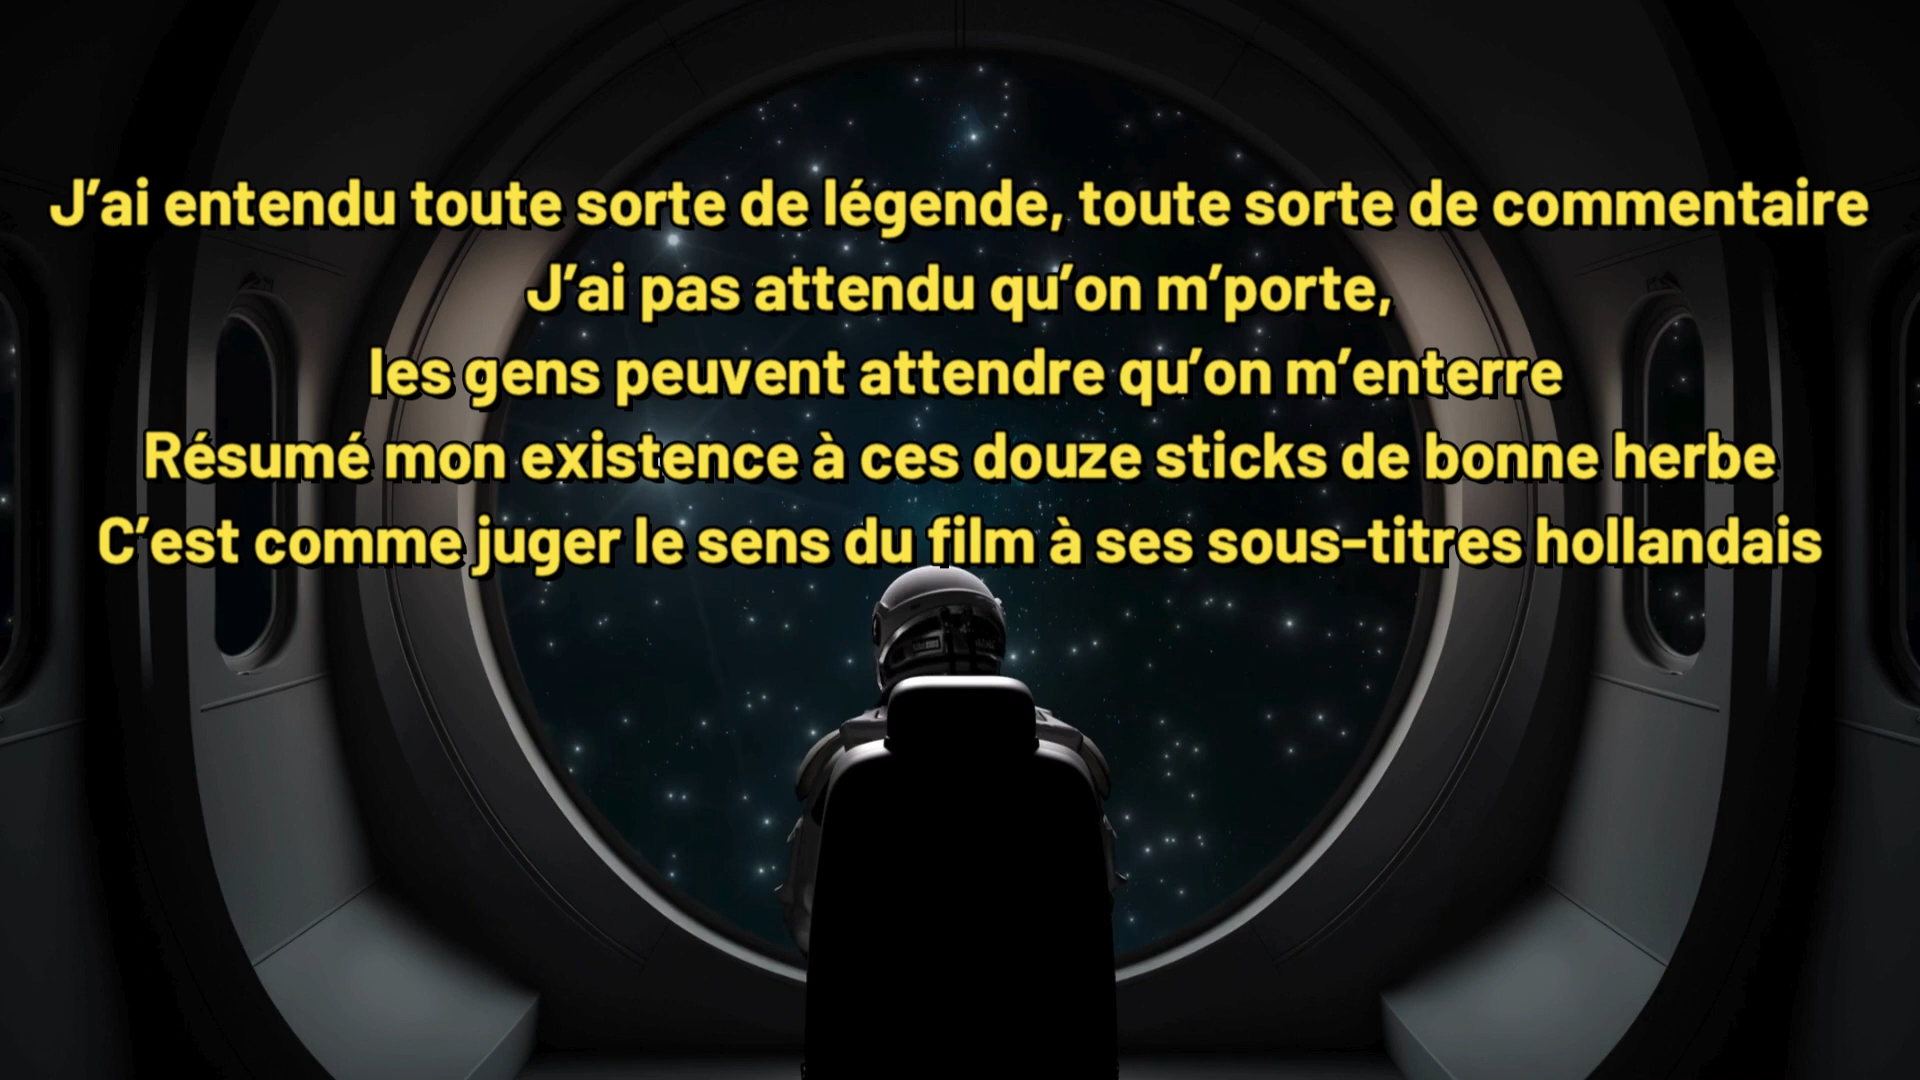 J’ai entendu toute sorte de légende, toute sorte de commentaire
J’ai pas attendu qu’on m’porte,
les gens peuvent attendre qu’on m’enterre
Résumé mon existence à ces douze sticks de bonne herbe
C’est comme juger le sens du film à ses sous-titres hollandais